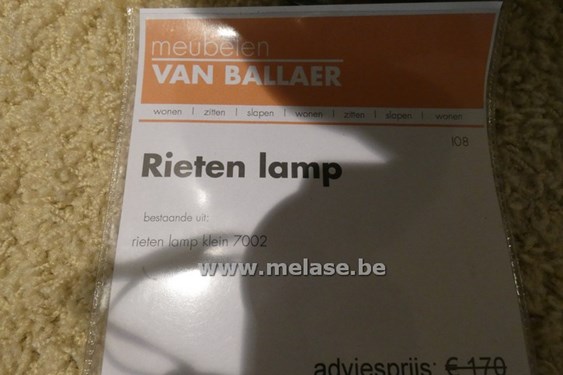 meubelen
VAN BALLAER
wonen | zitten | slapen | wonen | zitten | slapen | wonen
108
Rieten lamp
bestaande uit:
rieten lamp klein 7002
www.melase.be
adviesprijs: € 170